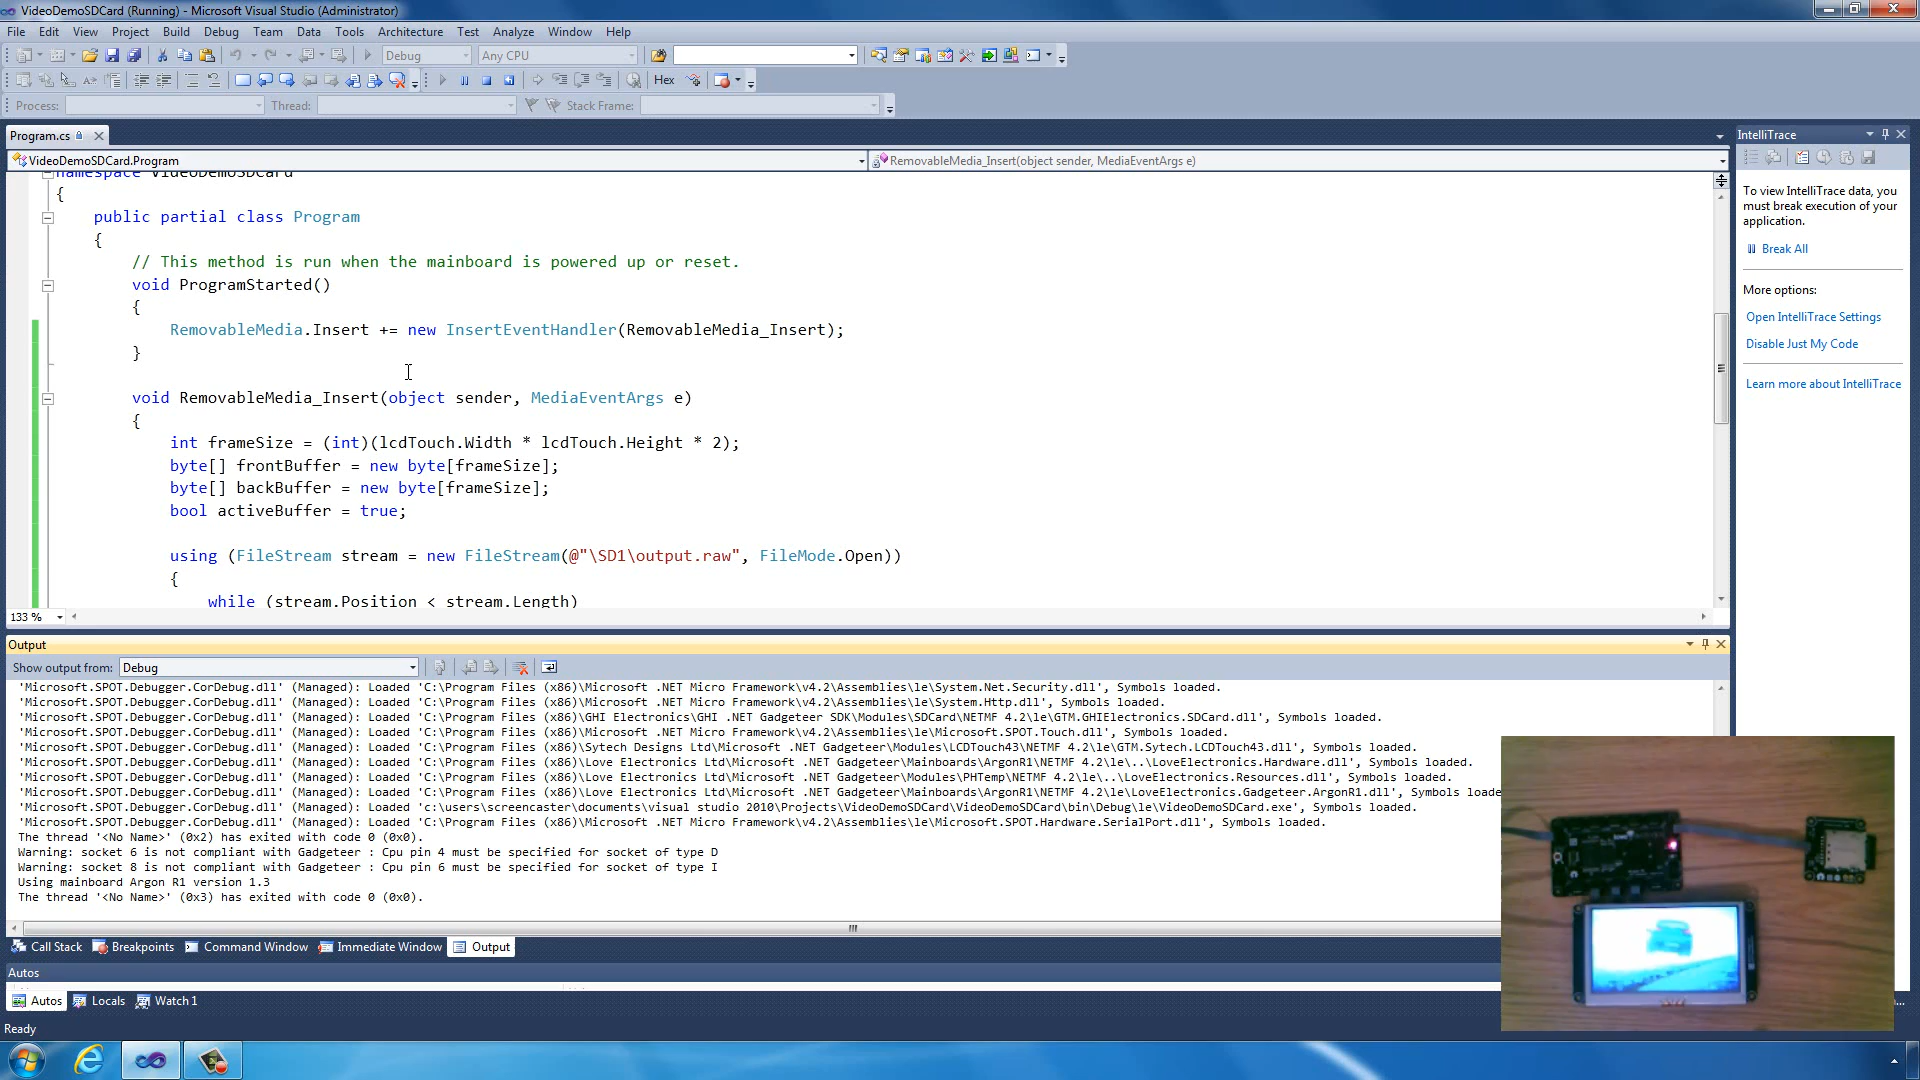 VideoDemoSDCard (Running) - Microsoft Visual Studio (Administrator)
File Edit View Project Build Debug Team Data Tools Architecture Test Analyze Window Help
Debug Any CPU
Hex
Process: Thread: Stack Frame:
Program.cs
VideoDemoSDCard.Program RemovableMedia_Insert(object sender, MediaEventArgs e)
namespace VideoDemoSDCard
{
public partial class Program
{
// This method is run when the mainboard is powered up or reset.
void ProgramStarted()
{
RemovableMedia.Insert += new InsertEventHandler(RemovableMedia_Insert);
}
void RemovableMedia_Insert(object sender, MediaEventArgs e)
{
int frameSize = (int)(lcdTouch.Width * lcdTouch.Height * 2);
byte[] frontBuffer = new byte[frameSize];
byte[] backBuffer = new byte[frameSize];
bool activeBuffer = true;
using (FileStream stream = new FileStream(@"\SD1\output.raw", FileMode.Open))
{
while (stream.Position < stream.Length)
133 %
IntelliTrace
To view IntelliTrace data, you
must break execution of your
application.
Break All
More options:
Open IntelliTrace Settings
Disable Just My Code
Learn more about IntelliTrace
Output
Show output from: Debug
'Microsoft.SPOT.Debugger.CorDebug.dll' (Managed): Loaded 'C:\Program Files (x86)\Microsoft .NET Micro Framework\v4.2\Assemblies\le\System.Net.Security.dll', Symbols loaded.
'Microsoft.SPOT.Debugger.CorDebug.dll' (Managed): Loaded 'C:\Program Files (x86)\Microsoft .NET Micro Framework\v4.2\Assemblies\le\System.Http.dll', Symbols loaded.
'Microsoft.SPOT.Debugger.CorDebug.dll' (Managed): Loaded 'C:\Program Files (x86)\GHI Electronics\GHI .NET Gadgeteer SDK\Modules\SDCard\NETMF 4.2\le\GTM.GHIElectronics.SDCard.dll', Symbols loaded.
'Microsoft.SPOT.Debugger.CorDebug.dll' (Managed): Loaded 'C:\Program Files (x86)\Microsoft .NET Micro Framework\v4.2\Assemblies\le\Microsoft.SPOT.Touch.dll', Symbols loaded.
'Microsoft.SPOT.Debugger.CorDebug.dll' (Managed): Loaded 'C:\Program Files (x86)\Sytech Designs Ltd\Microsoft .NET Gadgeteer\Modules\LCDTouch43\NETMF 4.2\le\GTM.Sytech.LCDTouch43.dll', Symbols loaded.
'Microsoft.SPOT.Debugger.CorDebug.dll' (Managed): Loaded 'C:\Program Files (x86)\Love Electronics Ltd\Microsoft .NET Gadgeteer\Mainboards\ArgonR1\NETMF 4.2\le\..\LoveElectronics.Hardware.dll', Symbols loaded.
'Microsoft.SPOT.Debugger.CorDebug.dll' (Managed): Loaded 'C:\Program Files (x86)\Love Electronics Ltd\Microsoft .NET Gadgeteer\Modules\PHTemp\NETMF 4.2\le\..\LoveElectronics.Resources.dll', Symbols loaded.
'Microsoft.SPOT.Debugger.CorDebug.dll' (Managed): Loaded 'C:\Program Files (x86)\Love Electronics Ltd\Microsoft .NET Gadgeteer\Mainboards\ArgonR1\NETMF 4.2\le\LoveElectronics.Gadgeteer.ArgonR1.dll', Symbols loade
'Microsoft.SPOT.Debugger.CorDebug.dll' (Managed): Loaded 'c:\users\screencaster\documents\visual studio 2010\Projects\VideoDemoSDCard\VideoDemoSDCard\bin\Debug\le\VideoDemoSDCard.exe', Symbols loaded.
'Microsoft.SPOT.Debugger.CorDebug.dll' (Managed): Loaded 'C:\Program Files (x86)\Microsoft .NET Micro Framework\v4.2\Assemblies\le\Microsoft.SPOT.Hardware.SerialPort.dll', Symbols loaded.
The thread '<No Name>' (0x2) has exited with code 0 (0x0).
Warning: socket 6 is not compliant with Gadgeteer : Cpu pin 4 must be specified for socket of type D
Warning: socket 8 is not compliant with Gadgeteer : Cpu pin 6 must be specified for socket of type I
Using mainboard Argon R1 version 1.3
The thread '<No Name>' (0x3) has exited with code 0 (0x0).
Call Stack Breakpoints Command Window Immediate Window Output
Autos
Autos Locals Watch 1
Ready